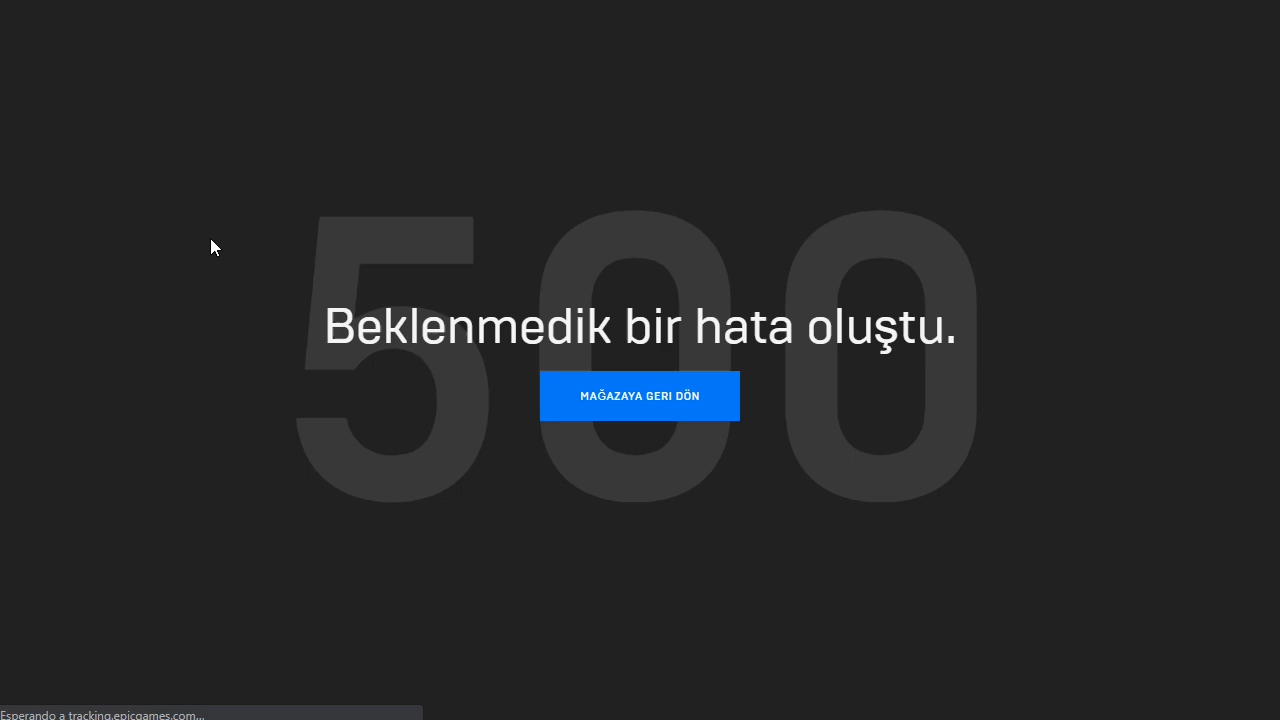 500
Beklenmedik bir hata oluştu.
MAĞAZAYA GERI DÖN
Esperando a tracking.epicgames.com...